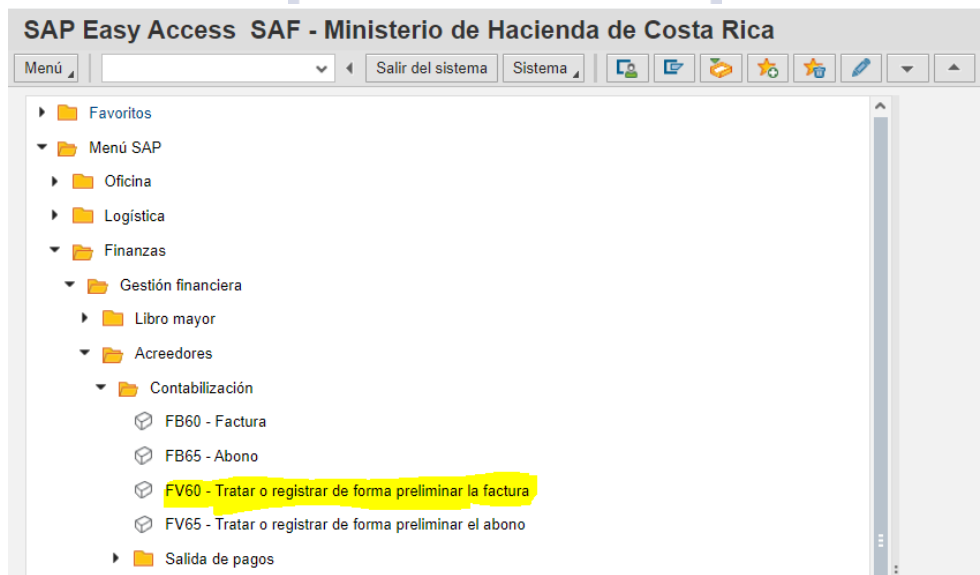 SAP Easy Access SAF - Ministerio de Hacienda de Costa Rica
Menú Salir del sistema Sistema
Favoritos
Menú SAP
Oficina
Logística
Finanzas
Gestión financiera
Libro mayor
Acreedores
Contabilización
FB60 - Factura
FB65 - Abono
FV60 - Tratar o registrar de forma preliminar la factura
FV65 - Tratar o registrar de forma preliminar el abono
Salida de pagos